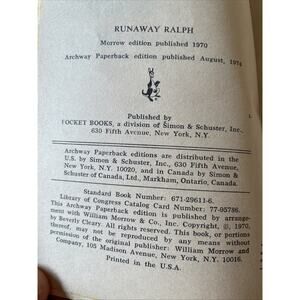 RUNAWAY RALPH
Morrow edition published 1970
Archway Paperback edition published August, 1974
Published by
POCKET BOOKS, a division of Simon & Schuster, Inc.,
630 Fifth Avenue, New York, N.Y.
L
Archway Paperback editions are distributed in the
U.S. by Simon & Schuster, Inc., 630 Fifth Avenue,
New York, N.Y. 10020, and in Canada by Simon &
Schuster of Canada, Ltd., Markham, Ontario, Canada.
Standard Book Number: 671-29611-6.
Library of Congress Catalog Card Number: 77-05786.
This Archway Paperback edition is published by arrange-
ment with William Morrow & Co., Inc. Copyright, ©, 1970,
by Beverly Cleary. All rights reserved. This book, or portions
thereof, may not be reproduced by any means without
permission of the original publisher: William Morrow and
Company, 105 Madison Avenue, New York, N.Y. 10016.
Printed in the U.S.A.